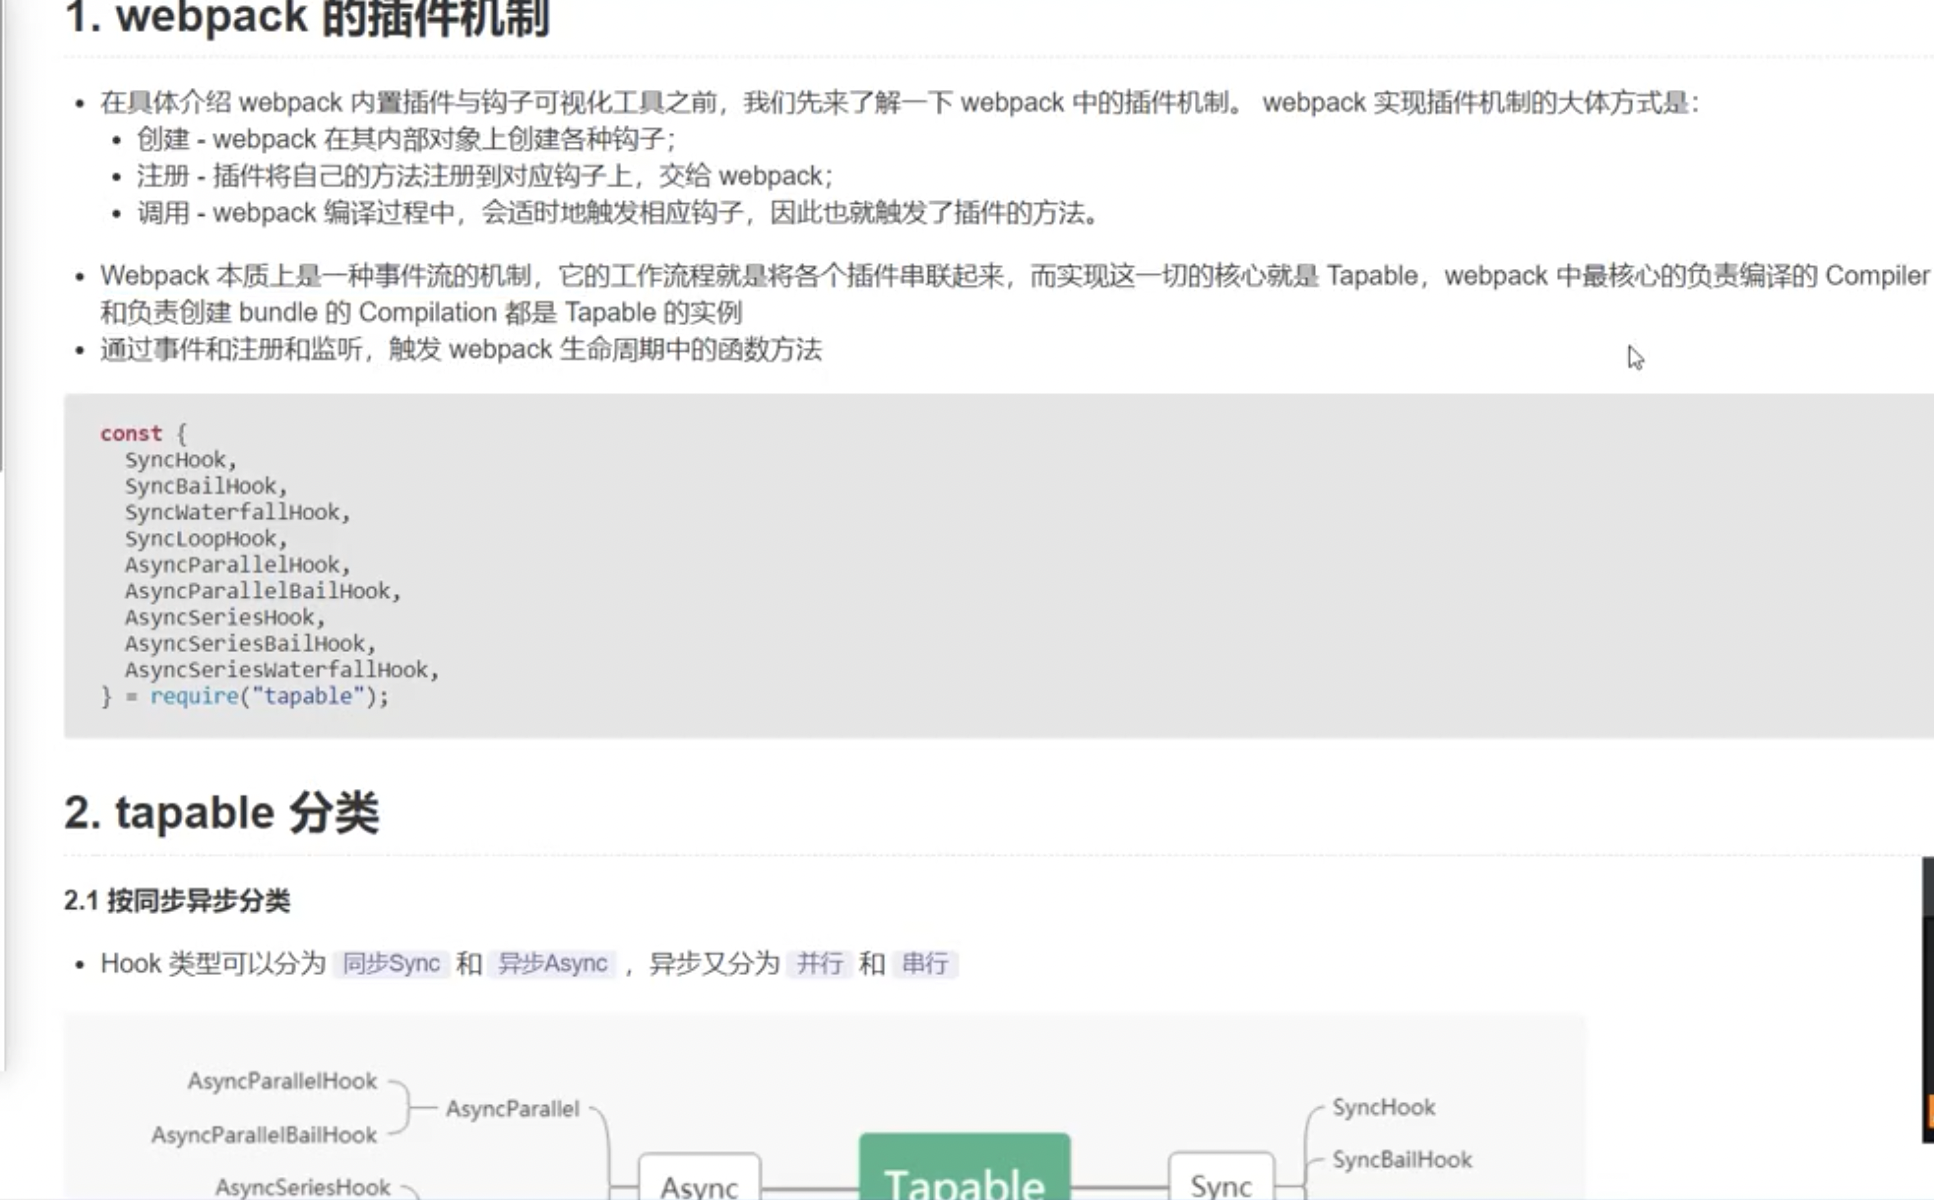 1. webpack 的插件机制
在具体介绍 webpack 内置插件与钩子可视化工具之前，我们先来了解一下 webpack 中的插件机制。 webpack 实现插件机制的大体方式是：
创建 - webpack 在其内部对象上创建各种钩子；
注册 - 插件将自己的方法注册到对应钩子上，交给 webpack；
调用 - webpack 编译过程中，会适时地触发相应钩子，因此也就触发了插件的方法。
Webpack 本质上是一种事件流的机制，它的工作流程就是将各个插件串联起来，而实现这一切的核心就是 Tapable，webpack 中最核心的负责编译的 Compiler
和负责创建 bundle 的 Compilation 都是 Tapable 的实例
通过事件和注册和监听，触发 webpack 生命周期中的函数方法
const {
  SyncHook,
  SyncBailHook,
  SyncWaterfallHook,
  SyncLoopHook,
  AsyncParallelHook,
  AsyncParallelBailHook,
  AsyncSeriesHook,
  AsyncSeriesBailHook,
  AsyncSeriesWaterfallHook,
} = require("tapable");
2. tapable 分类
2.1 按同步异步分类
Hook 类型可以分为 同步Sync 和 异步Async ，异步又分为 并行 和 串行
AsyncParallelHook
AsyncParallel
SyncHook
AsyncParallelBailHook
SyncBailHook
AsyncSeriesHook
Async
Tapable
Sync